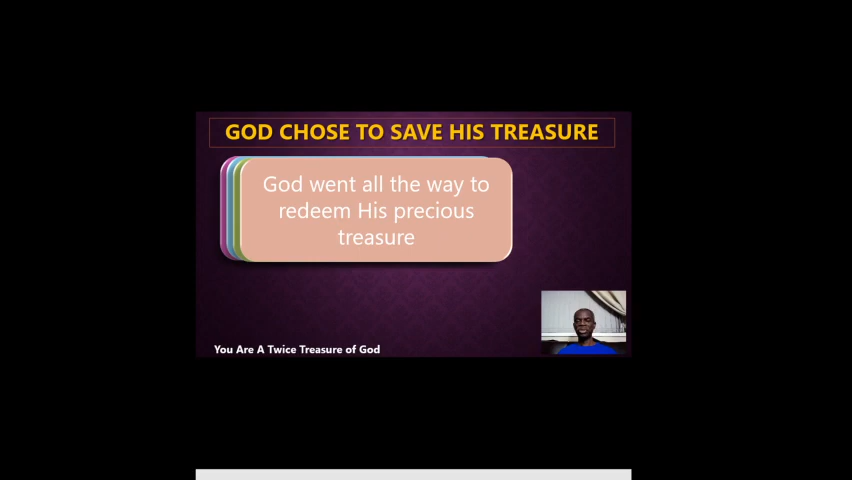 GOD CHOSE TO SAVE HIS TREASURE
God went all the way to
redeem His precious
treasure
You Are A Twice Treasure of God